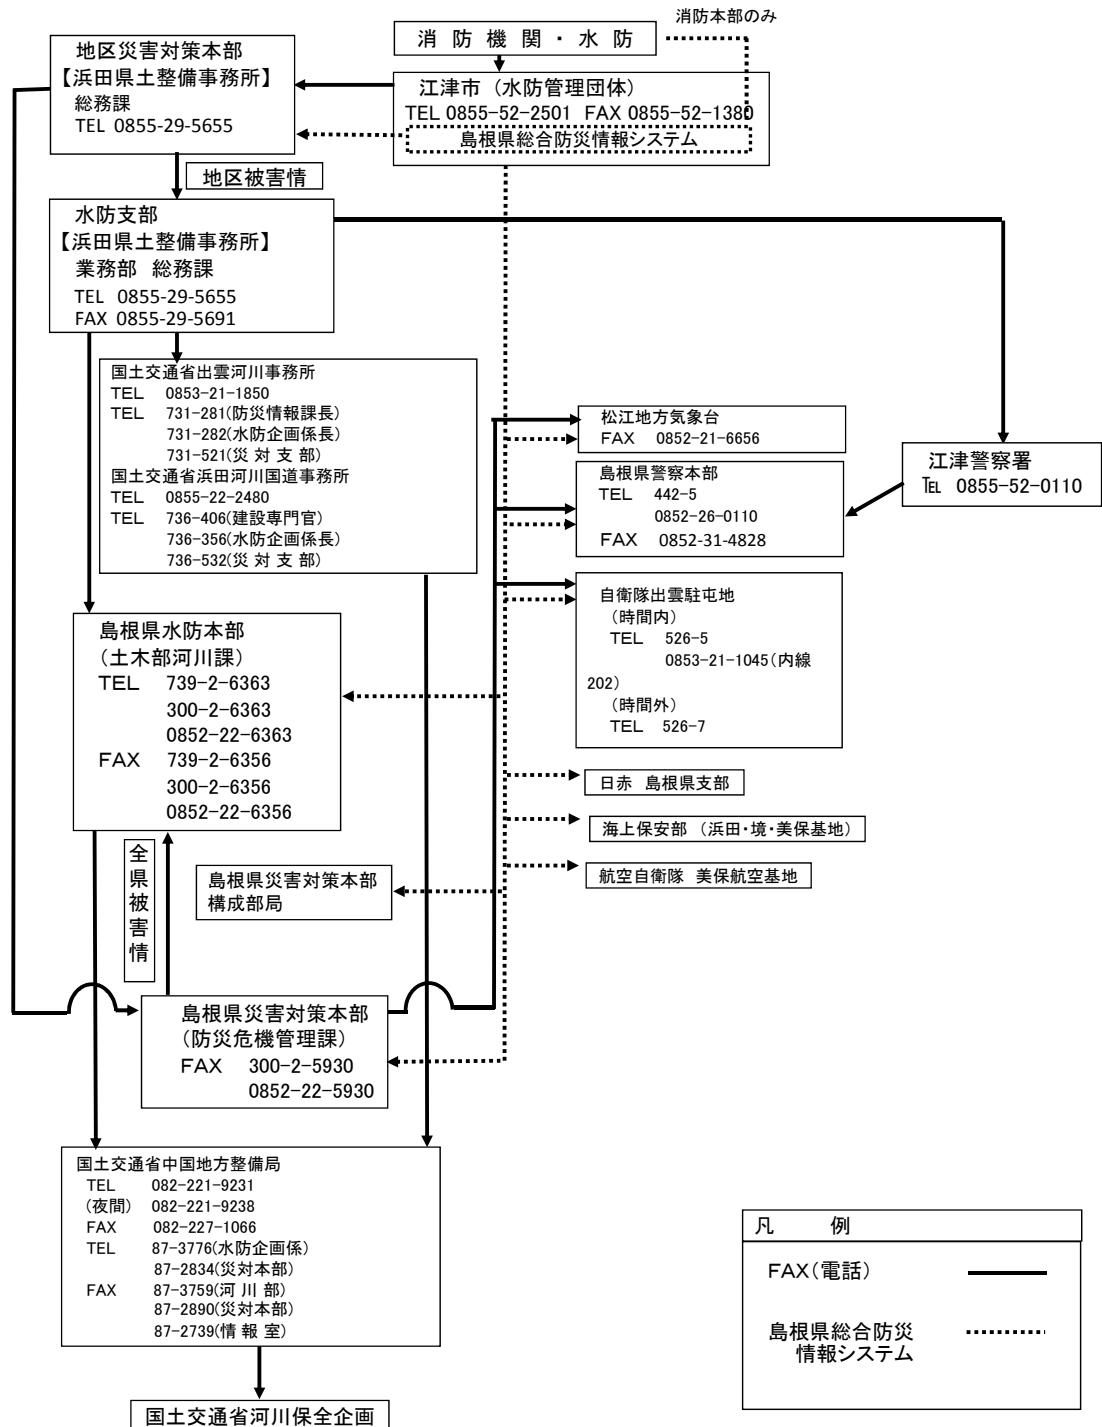 消防本部のみ
消 防 機 関 ・ 水 防
地区災害対策本部
【浜田県土整備事務所】
総務課
TEL 0855-29-5655
江津市（水防管理団体）
TEL 0855-52-2501 FAX 0855-52-1380
島根県総合防災情報システム
地区被害情
水防支部
【浜田県土整備事務所】
業務部 総務課
TEL 0855-29-5655
FAX 0855-29-5691
国土交通省出雲河川事務所
TEL 0853-21-1850
TEL 731-281(防災情報課長)
731-282(水防企画係長)
731-521(災 対 支 部)
国土交通省浜田河川国道事務所
TEL 0855-22-2480
TEL 736-406(建設専門官)
736-356(水防企画係長)
736-532(災 対 支 部)
松江地方気象台
FAX 0852-21-6656
島根県警察本部
TEL 442-5
0852-26-0110
FAX 0852-31-4828
江津警察署
℡ 0855-52-0110
自衛隊出雲駐屯地
（時間内）
TEL 526-5
0853-21-1045（内線
202）
（時間外）
TEL 526-7
島根県水防本部
（土木部河川課）
TEL 739-2-6363
300-2-6363
0852-22-6363
FAX 739-2-6356
300-2-6356
0852-22-6356
日赤 島根県支部
海上保安部 （浜田・境・美保基地）
航空自衛隊 美保航空基地
全県被害情
島根県災害対策本部
構成部局
島根県災害対策本部
（防災危機管理課）
FAX 300-2-5930
0852-22-5930
国土交通省中国地方整備局
TEL 082-221-9231
（夜間） 082-221-9238
FAX 082-227-1066
TEL 87-3776(水防企画係)
87-2834(災対本部)
FAX 87-3759(河 川 部)
87-2890(災対本部)
87-2739(情 報 室)
国土交通省河川保全企画
凡 例
FAX（電話）
島根県総合防災
情報システム